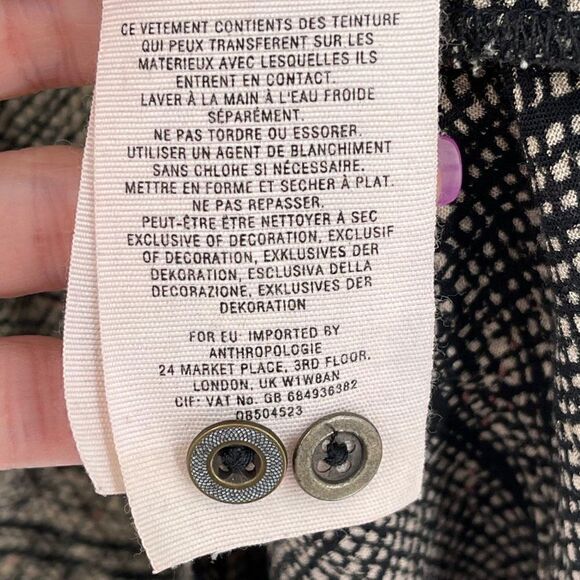 CE VETEMENT CONTIENTS DES TEINTURE
QUI PEUX TRANSFERENT SUR LES
MATERIEUX AVEC LESQUELLES ILS
ENTRENT EN CONTACT.
LAVER À LA MAIN À L'EAU FROIDE
SÉPARÉMENT.
NE PAS TORDRE OU ESSORER.
UTILISER UN AGENT DE BLANCHIMENT
SANS CHLORE SI NÉCESSAIRE.
METTRE EN FORME ET SECHER À PLAT.
NE PAS REPASSER.
PEUT-ÊTRE ÊTRE NETTOYER À SEC
EXCLUSIVE OF DECORATION, EXCLUSIF
OF DECORATION, EXKLUSIVES DER
DEKORATION, ESCLUSIVA DELLA
DECORAZIONE, EXKLUSIVES DER
DEKORATION
FOR EU- IMPORTED BY
ANTHROPOLOGIE
24 MARKET PLACE, 3RD FLOOR,
LONDON, UK W1W8AN
CIF: VAT No. GB 684936382
OB504523